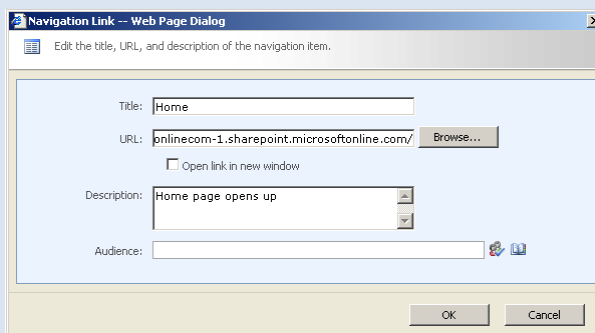 Navigation Link -- Web Page Dialog
Edit the title, URL, and description of the navigation item.
Title: Home
URL: onlinecom-1.sharepoint.microsoftonline.com/ Browse...
Open link in new window
Description: Home page opens up
Audience:
OK Cancel